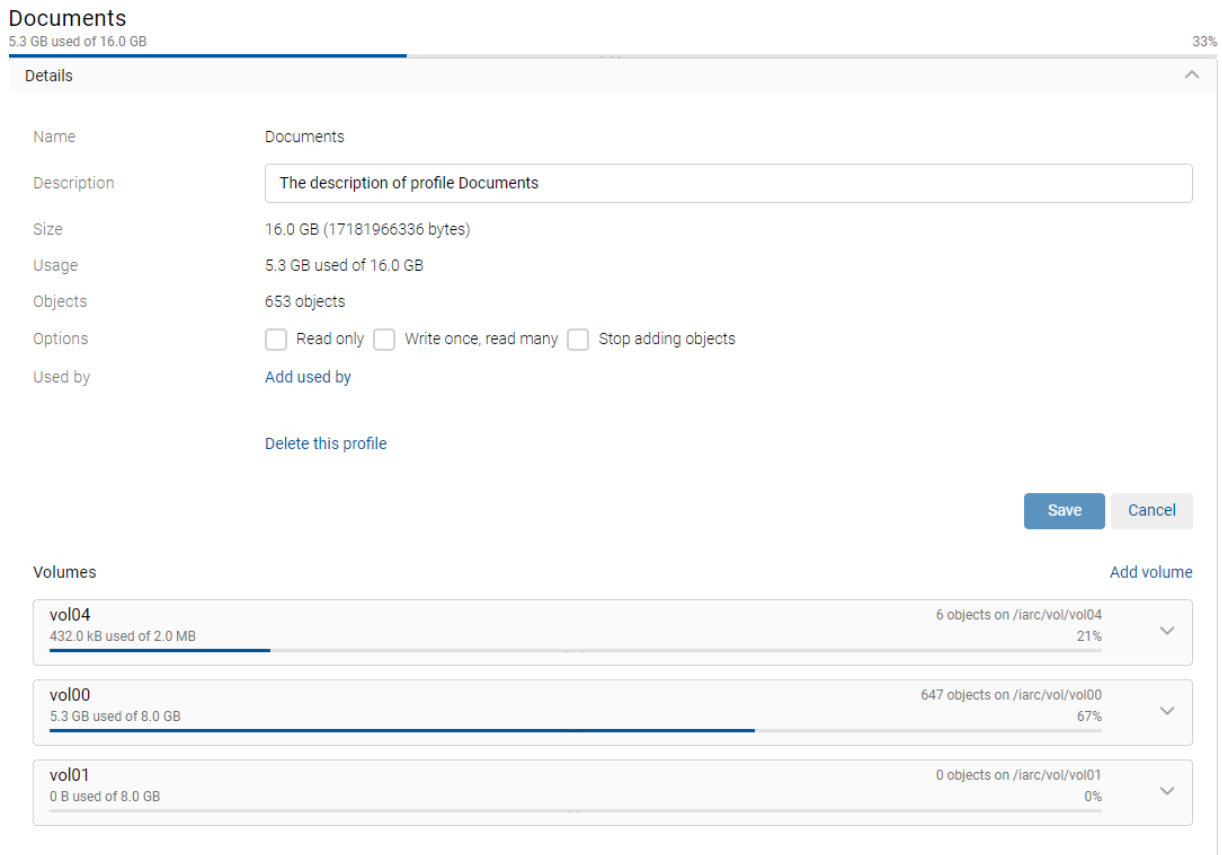 Documents
5.3 GB used of 16.0 GB 33%
Details
Name Documents
Description The description of profile Documents
Size 16.0 GB (17181966336 bytes)
Usage 5.3 GB used of 16.0 GB
Objects 653 objects
Options Read only Write once, read many Stop adding objects
Used by Add used by
Delete this profile
Save Cancel
Volumes Add volume
vol04 6 objects on /iarc/vol/vol04
432.0 kB used of 2.0 MB 21%
vol00 647 objects on /iarc/vol/vol00
5.3 GB used of 8.0 GB 67%
vol01 0 objects on /iarc/vol/vol01
0 B used of 8.0 GB 0%